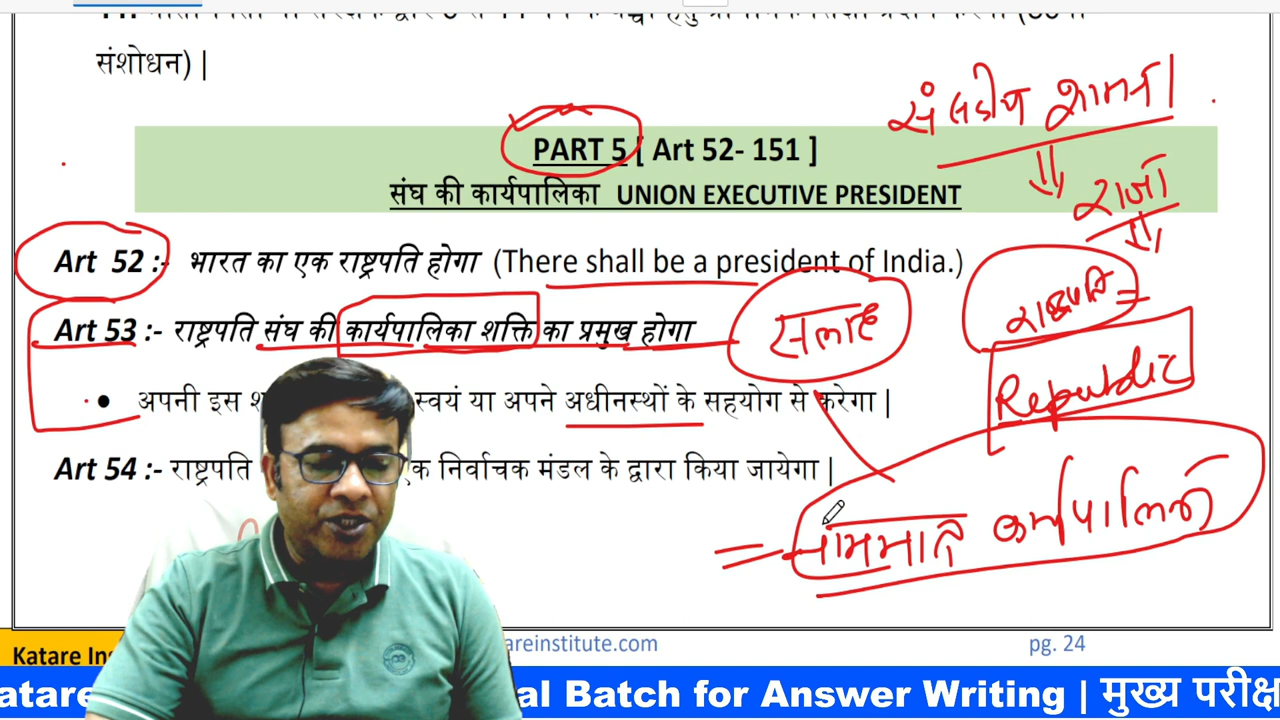 संशोधन) |
संसदीय शासन |
PART 5 [ Art 52- 151 ]
राजा
संघ की कार्यपालिका UNION EXECUTIVE PRESIDENT
Art 52 :- भारत का एक राष्ट्रपति होगा (There shall be a president of India.)
राष्ट्रपति
Art 53 :- राष्ट्रपति संघ की कार्यपालिका शक्ति का प्रमुख होगा
सलाह
Republic
• अपनी इस स्वयं या अपने अधीनस्थों के सहयोग से करेगा |
Art 54 :- राष्ट्रपति एक निर्वाचक मंडल के द्वारा किया जायेगा |
= नाममात्र कार्यपालिका
Katare In areinstitute.com pg. 24
atare al Batch for Answer Writing | मुख्य परीक्ष